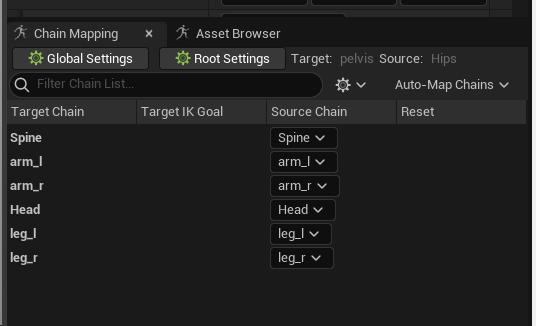 Chain Mapping × Asset Browser
Global Settings Root Settings Target: pelvis Source: Hips
Filter Chain List... Auto-Map Chains
Target Chain Target IK Goal Source Chain Reset
Spine Spine
arm_l arm_l
arm_r arm_r
Head Head
leg_l leg_l
leg_r leg_r